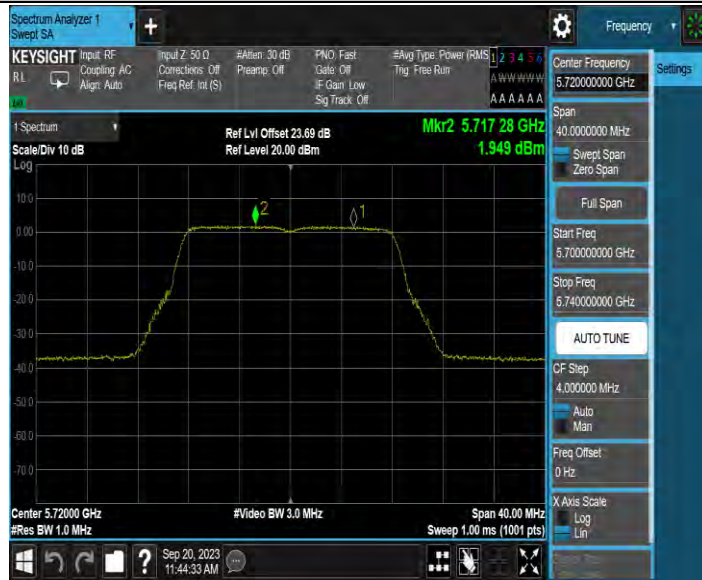 Spectrum Analyzer 1
Swept SA
Frequency
KEYSIGHT
RL
Input: RF
Coupling: AC
Align: Auto
Input Z: 50 Ω
Corrections: Off
Freq Ref: Int (S)
#Atten: 30 dB
Preamp: Off
PNO: Fast
Gate: Off
IF Gain: Low
Sig Track: Off
#Avg Type: Power (RMS
Trig: Free Run
1 2 3 4 5 6
A W W W W W
A A A A A A
1 Spectrum
Scale/Div 10 dB
Log
Ref Lvl Offset 23.69 dB
Ref Level 20.00 dBm
Mkr2 5.717 28 GHz
1.949 dBm
2
1
10.0
0.00
-10.0
-20.0
-30.0
-40.0
-50.0
-60.0
-70.0
Center 5.72000 GHz
#Res BW 1.0 MHz
#Video BW 3.0 MHz
Span 40.00 MHz
Sweep 1.00 ms (1001 pts)
Center Frequency
5.720000000 GHz
Settings
Span
40.0000000 MHz
Swept Span
Zero Span
Full Span
Start Freq
5.700000000 GHz
Stop Freq
5.740000000 GHz
AUTO TUNE
CF Step
4.000000 MHz
Auto
Man
Freq Offset
0 Hz
X Axis Scale
Log
Lin
?
Sep 20, 2023
11:44:33 AM